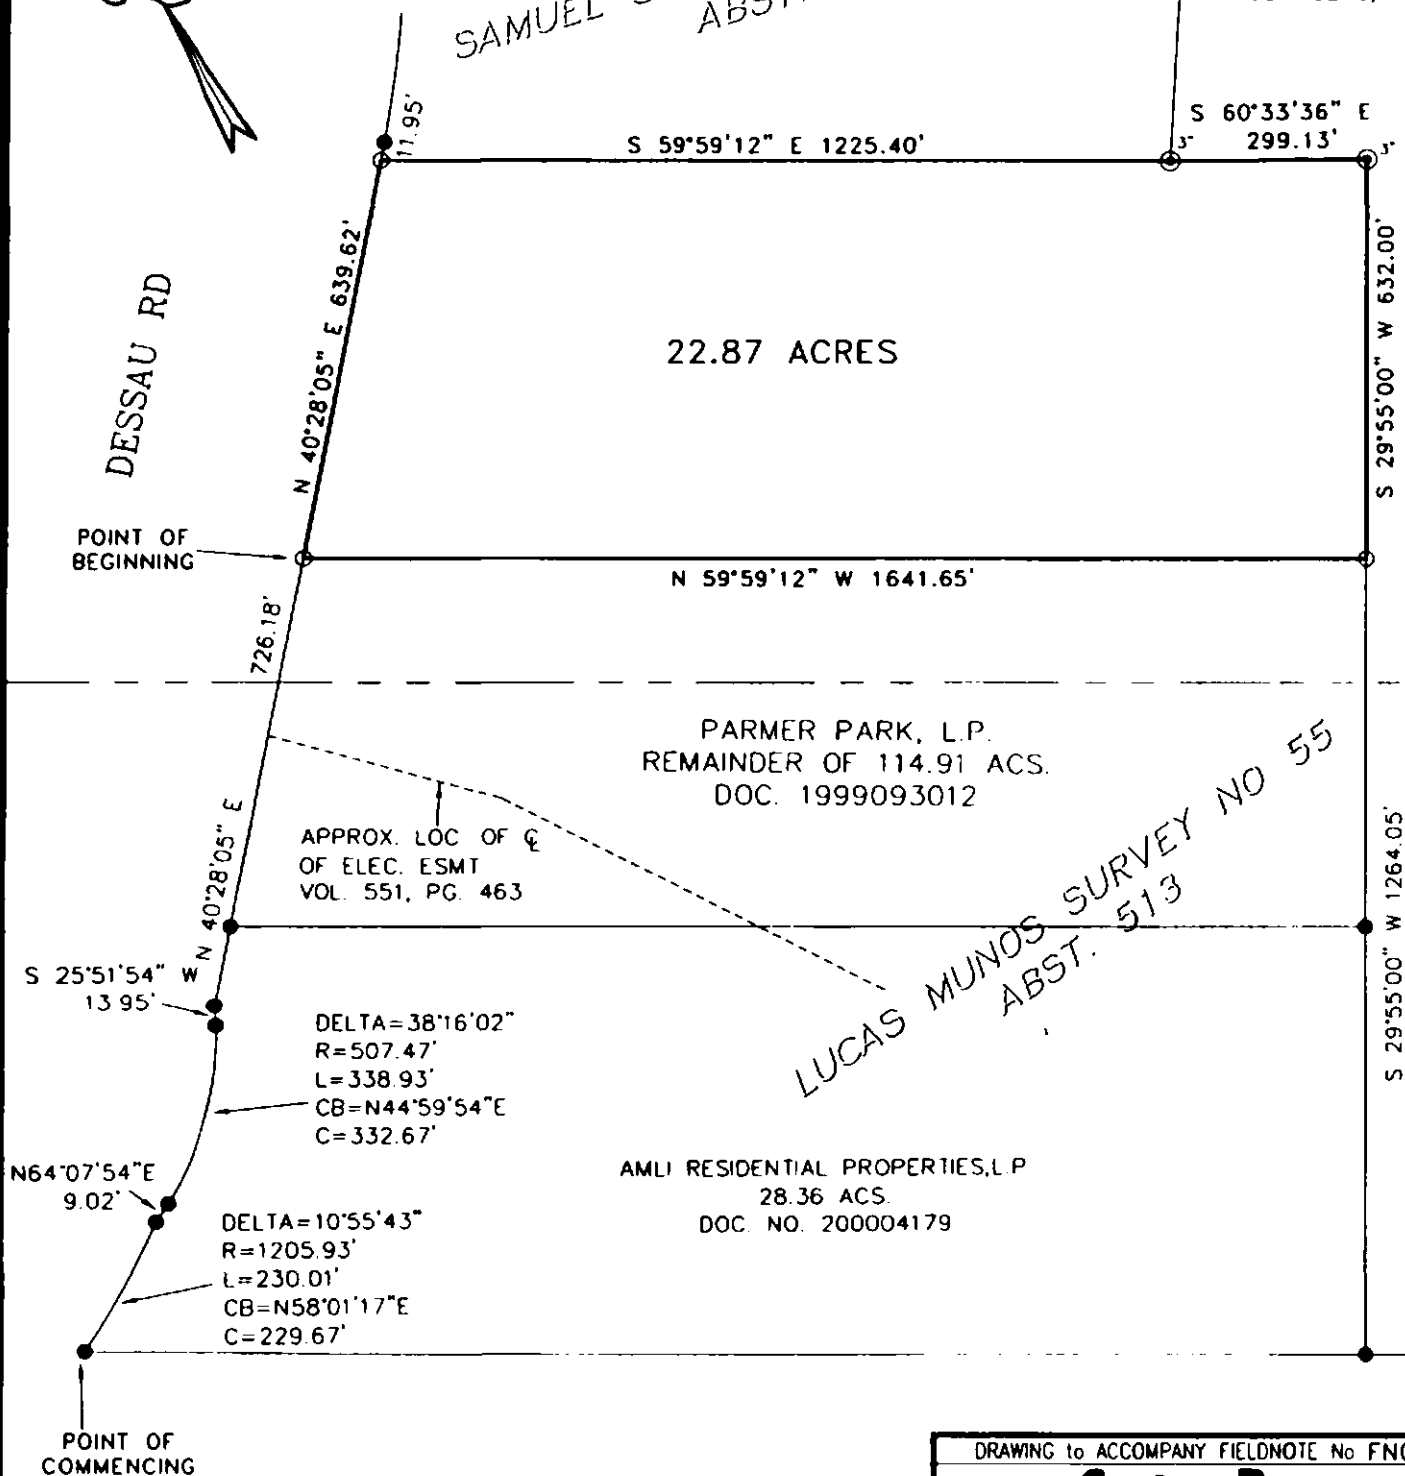 SAMUEL
ABST.
11.95'
S 60°33'36" E
299.13'
S 59°59'12" E 1225.40'
3"
3"
N 40°28'05" E 639.62'
S 29°55'00" W 632.00'
DESSAU RD
22.87 ACRES
POINT OF
BEGINNING
N 59°59'12" W 1641.65'
726.18'
PARMER PARK, L.P.
REMAINDER OF 114.91 ACS.
DOC. 1999093012
N 40°28'05" E
APPROX. LOC OF ℄
OF ELEC. ESMT
VOL. 551, PG. 463
LUCAS MUNOS SURVEY NO 55
ABST. 513
S 29°55'00" W 1264.05'
S 25°51'54" W
13.95'
DELTA=38°16'02"
R=507.47'
L=338.93'
CB=N44°59'54"E
C=332.67'
N64°07'54"E
9.02'
AMLI RESIDENTIAL PROPERTIES,L.P
28.36 ACS.
DOC. NO. 200004179
DELTA=10°55'43"
R=1205.93'
L=230.01'
CB=N58°01'17"E
C=229.67'
POINT OF
COMMENCING
DRAWING to ACCOMPANY FIELDNOTE No